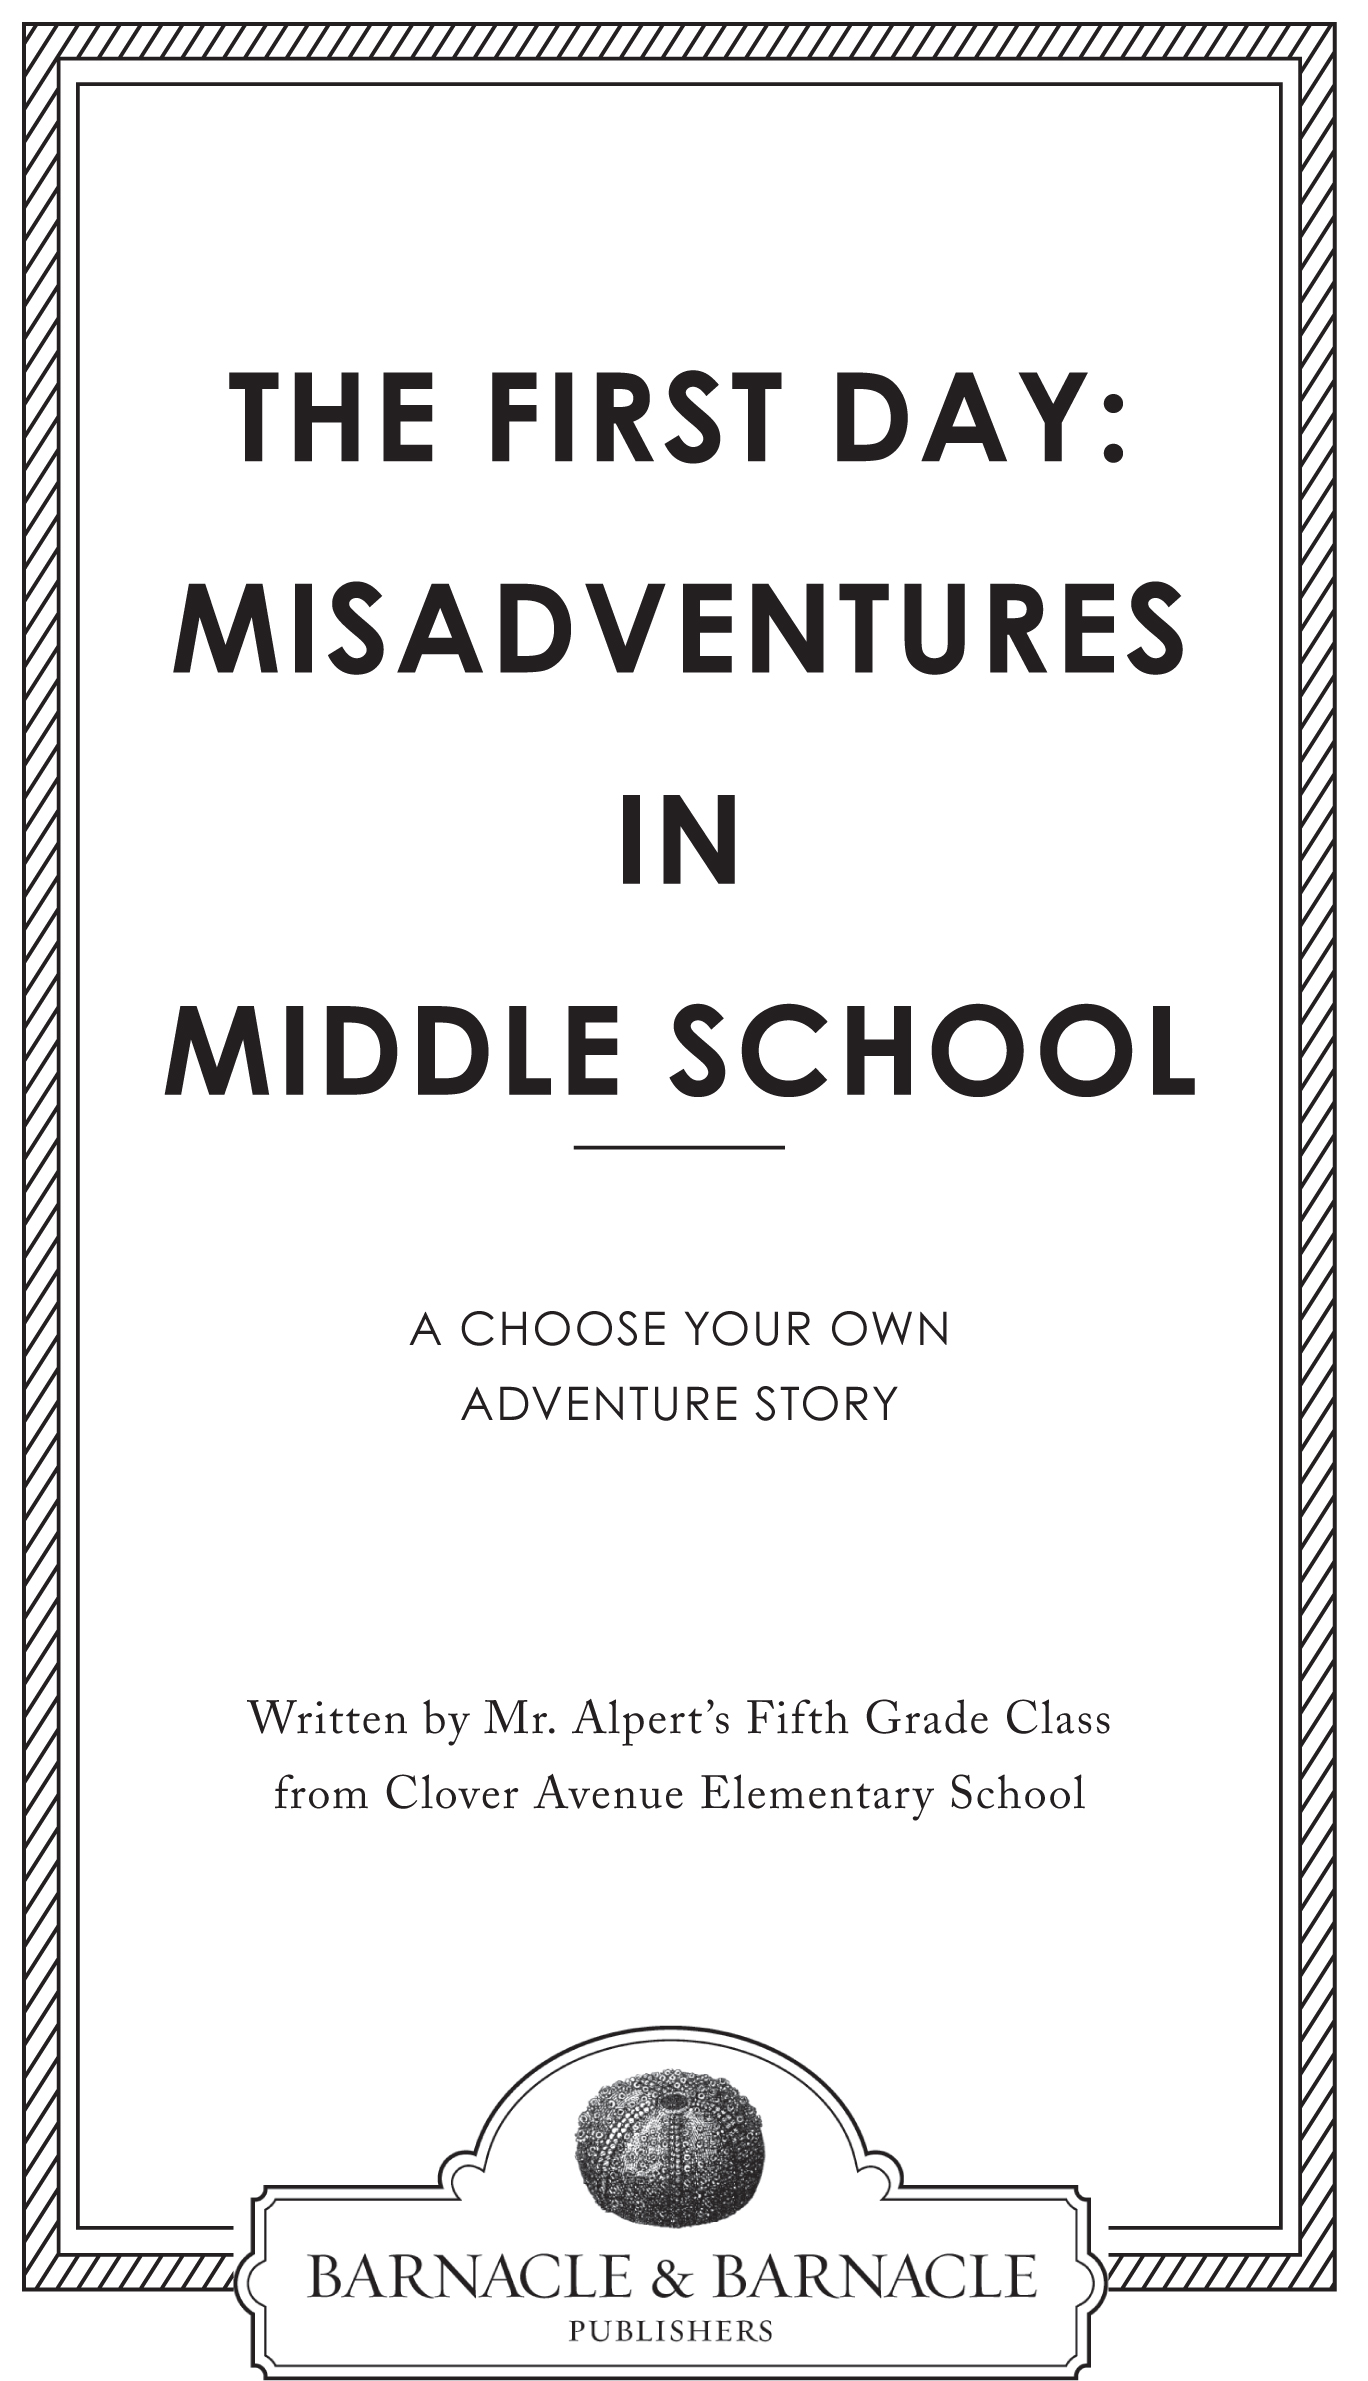 THE FIRST DAY:
MISADVENTURES
IN
MIDDLE SCHOOL
A CHOOSE YOUR OWN
ADVENTURE STORY
Written by Mr. Alpert’s Fifth Grade Class
from Clover Avenue Elementary School
BARNACLE & BARNACLE
PUBLISHERS